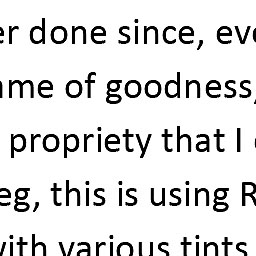 er done since, eve
ame of goodness,
propriety that I
eg, this is using R
with various tints